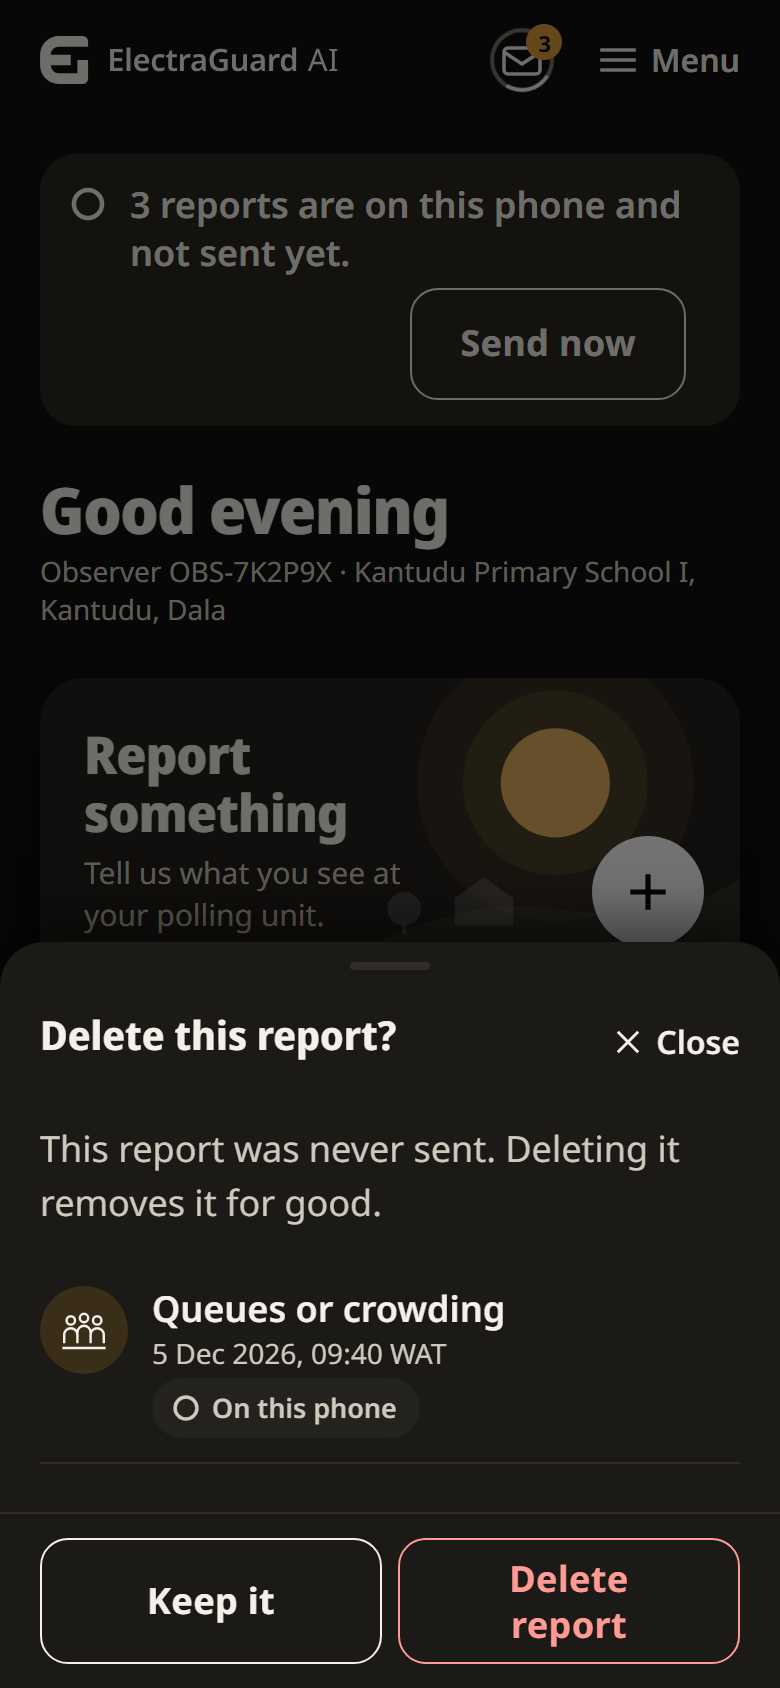 ElectraGuard AI
3
Menu
3 reports are on this phone and
not sent yet.
Send now
Good evening
Observer OBS-7K2P9X · Kantudu Primary School I,
Kantudu, Dala
Report
something
Tell us what you see at
your polling unit.
Delete this report?
Close
This report was never sent. Deleting it
removes it for good.
Queues or crowding
5 Dec 2026, 09:40 WAT
On this phone
Keep it
Delete
report